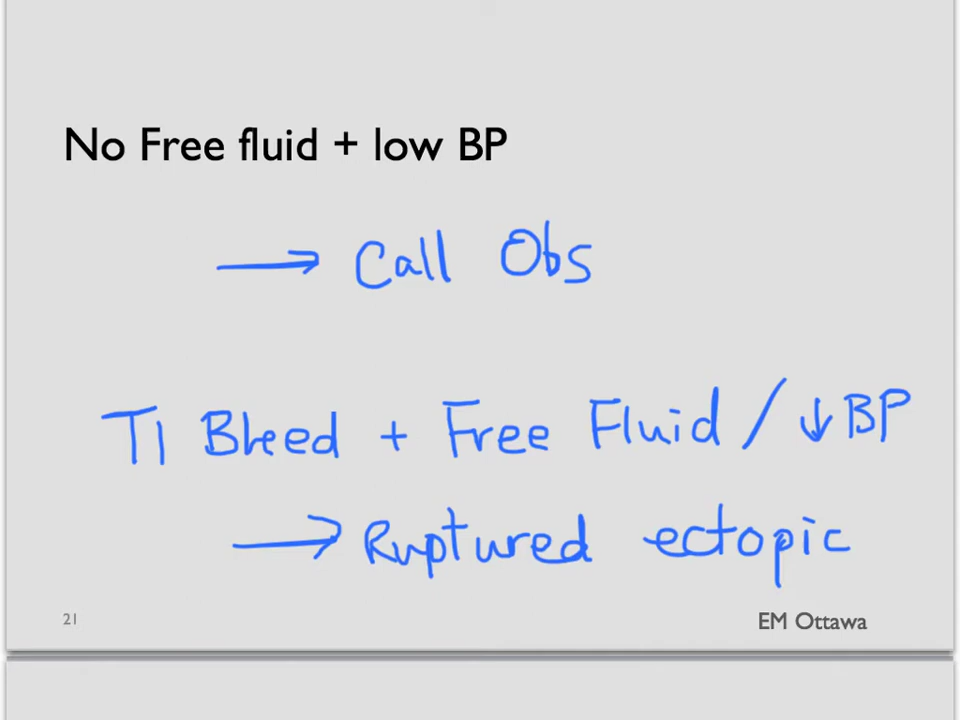 No Free fluid + low BP
→ Call Obs
T1 Bleed + Free Fluid / ↓ BP
→ Ruptured ectopic
21
EM Ottawa